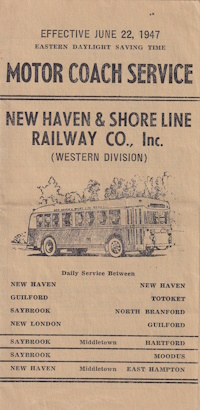 EFFECTIVE JUNE 22, 1947
EASTERN DAYLIGHT SAVING TIME
MOTOR COACH SERVICE
NEW HAVEN & SHORE LINE
RAILWAY CO., Inc.
(WESTERN DIVISION)
Daily Service Between
NEW HAVEN NEW HAVEN
GUILFORD TOTOKET
SAYBROOK NORTH BRANFORD
NEW LONDON GUILFORD
SAYBROOK Middletown HARTFORD
SAYBROOK MOODUS
NEW HAVEN Middletown EAST HAMPTON